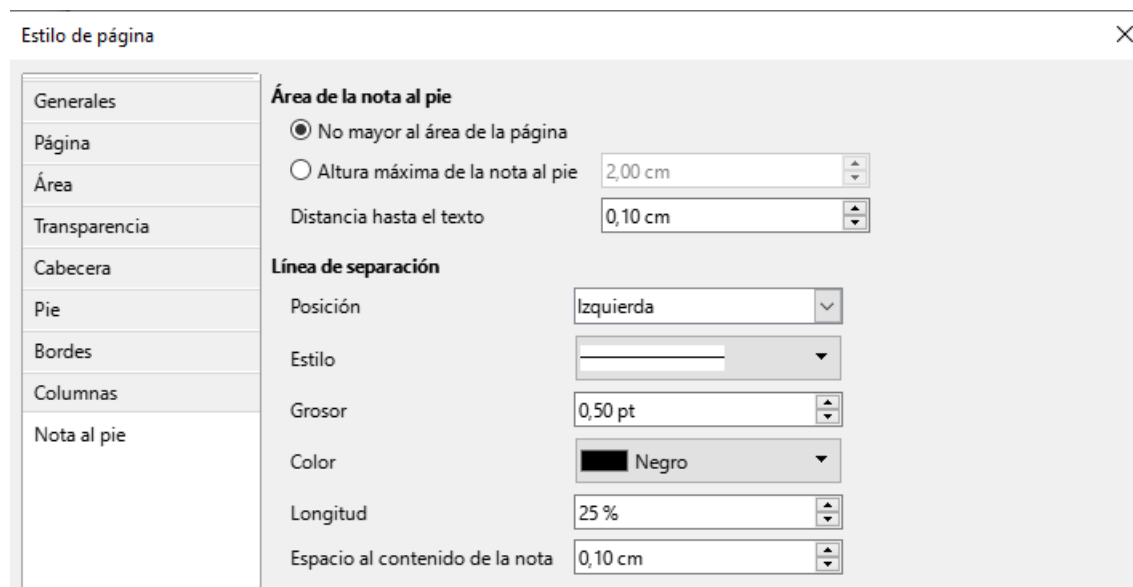 Estilo de página
Generales
Página
Área
Transparencia
Cabecera
Pie
Bordes
Columnas
Nota al pie
Área de la nota al pie
No mayor al área de la página
Altura máxima de la nota al pie 2,00 cm
Distancia hasta el texto 0,10 cm
Línea de separación
Posición Izquierda
Estilo
Grosor 0,50 pt
Color Negro
Longitud 25 %
Espacio al contenido de la nota 0,10 cm